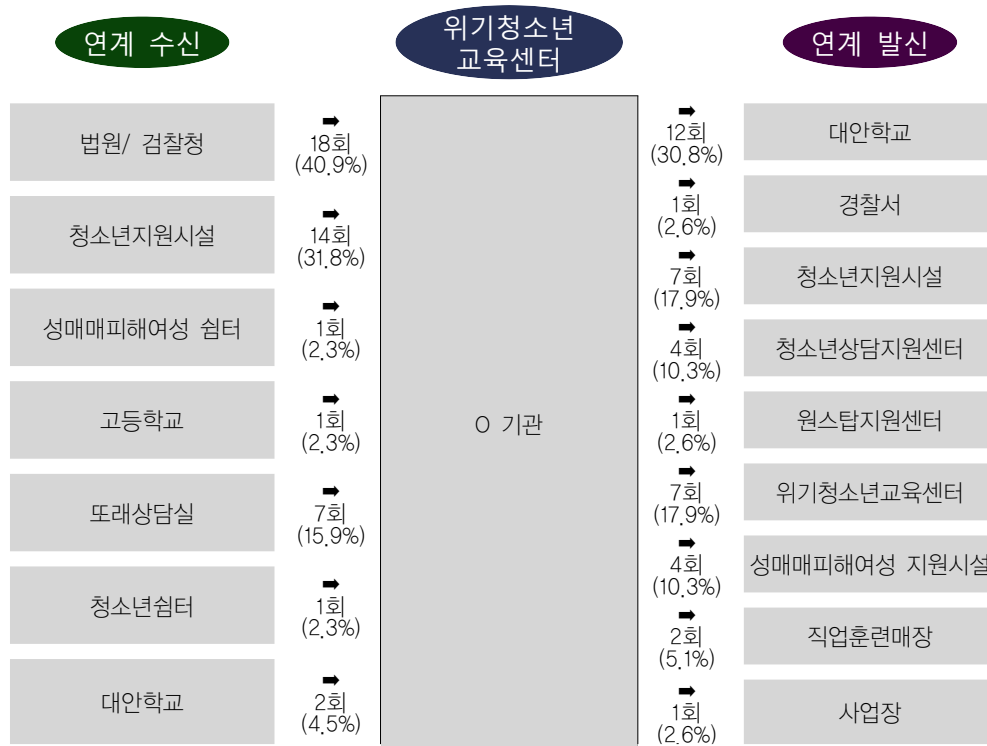 연계 수신
위기청소년
교육센터
연계 발신
법원/ 검찰청
➡
18회
(40.9%)
청소년지원시설
➡
14회
(31.8%)
성매매피해여성 쉼터
➡
1회
(2.3%)
고등학교
➡
1회
(2.3%)
또래상담실
➡
7회
(15.9%)
청소년쉼터
➡
1회
(2.3%)
대안학교
➡
2회
(4.5%)
O 기관
➡
12회
(30.8%)
대안학교
➡
1회
(2.6%)
경찰서
➡
7회
(17.9%)
청소년지원시설
➡
4회
(10.3%)
청소년상담지원센터
➡
1회
(2.6%)
원스탑지원센터
➡
7회
(17.9%)
위기청소년교육센터
➡
4회
(10.3%)
성매매피해여성 지원시설
➡
2회
(5.1%)
직업훈련매장
➡
1회
(2.6%)
사업장